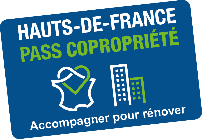 HAUTS-DE-FRANCE
PASS COPROPRIÉTÉ
Accompagner pour rénover